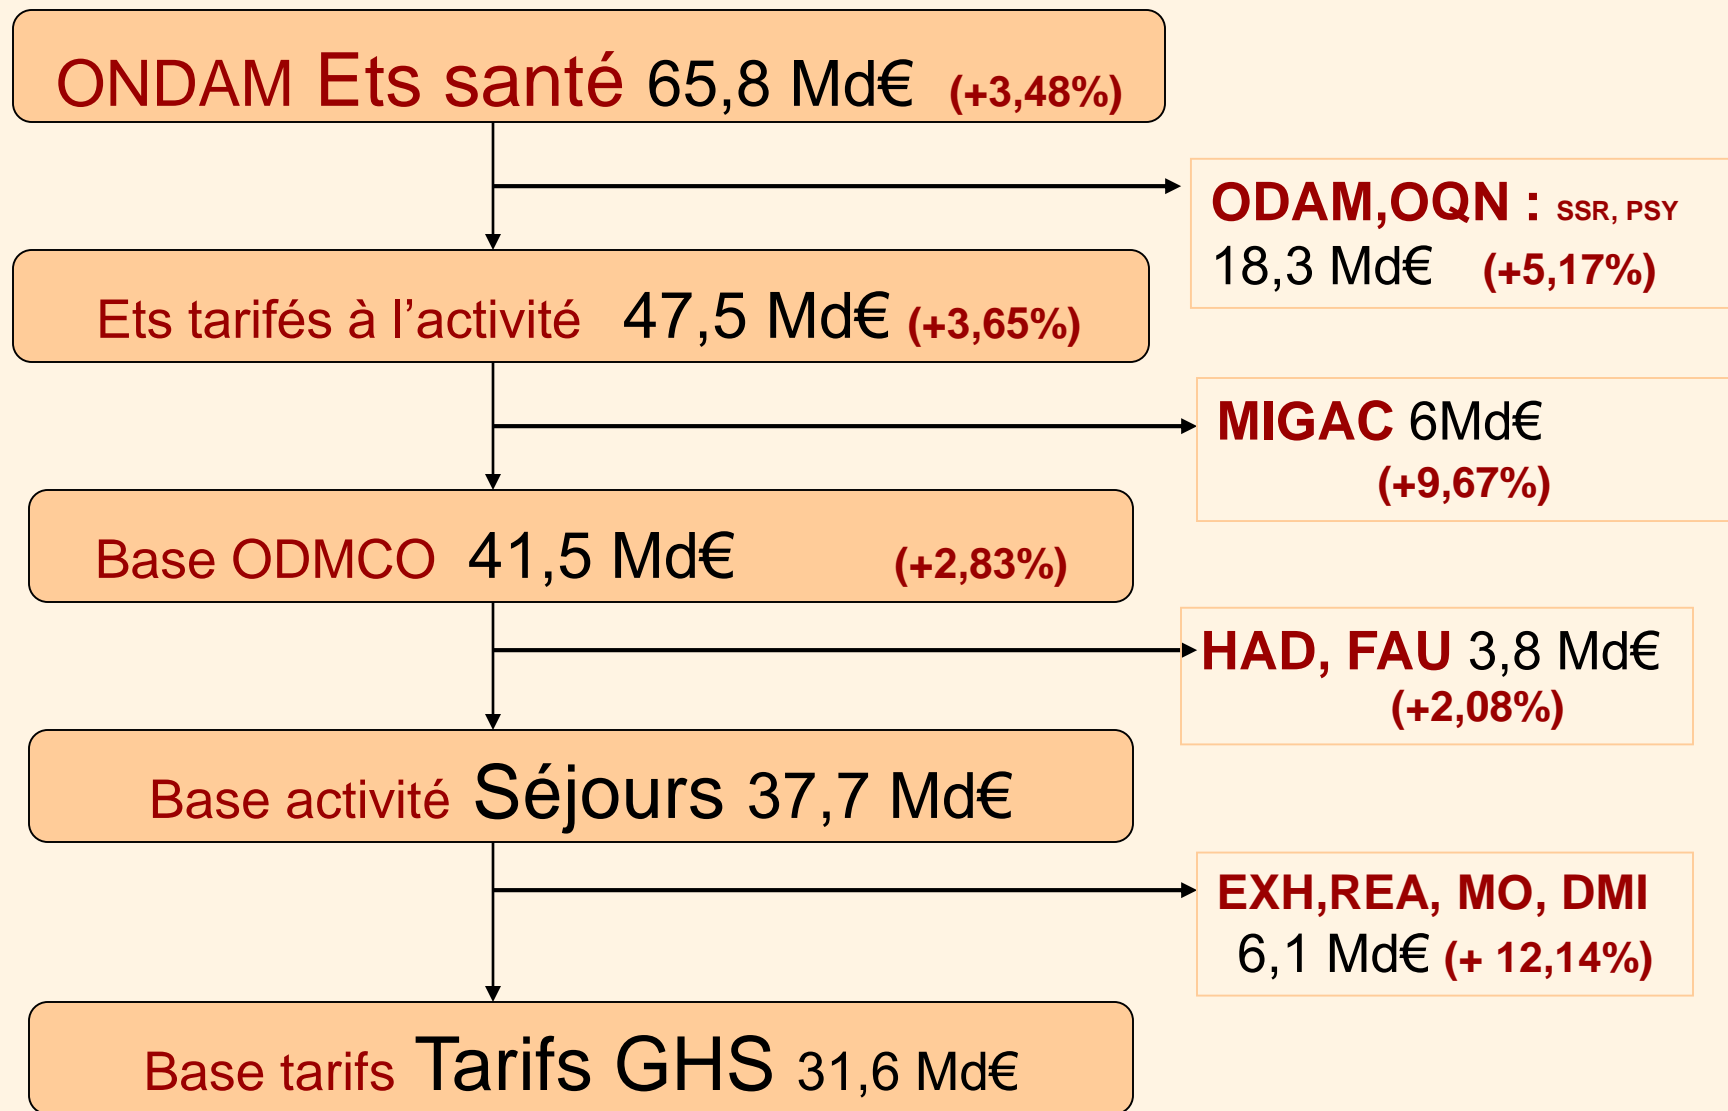 ONDAM Ets santé 65,8 Md€ (+3,48%)
ODAM,OQN : SSR, PSY
18,3 Md€ (+5,17%)
Ets tarifés à l’activité 47,5 Md€ (+3,65%)
MIGAC 6Md€
(+9,67%)
Base ODMCO 41,5 Md€ (+2,83%)
HAD, FAU 3,8 Md€
(+2,08%)
Base activité Séjours 37,7 Md€
EXH,REA, MO, DMI
6,1 Md€ (+ 12,14%)
Base tarifs Tarifs GHS 31,6 Md€